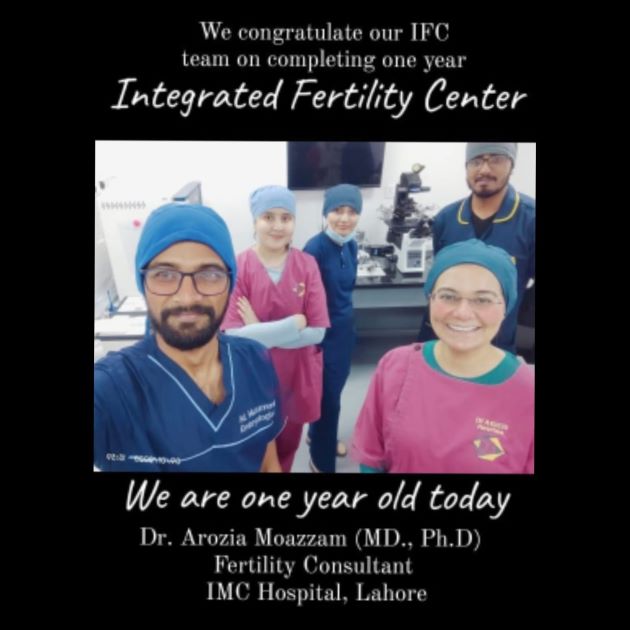 We congratulate our IFC
team on completing one year
Integrated Fertility Center
We are one year old today
Dr. Arozia Moazzam (MD., Ph.D)
Fertility Consultant
IMC Hospital, Lahore